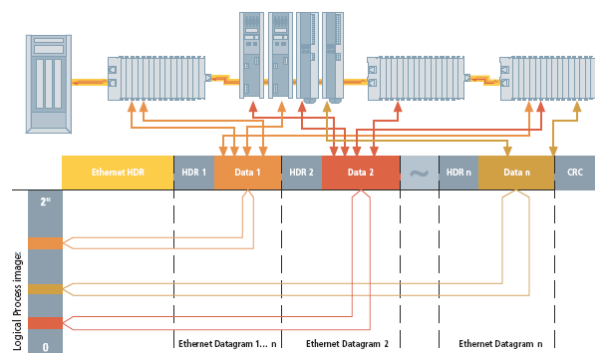 Ethernet HDR HDR 1 Data 1 HDR 2 Data 2 ~ HDR n Data n CRC
2ⁿ
Logical Process image:
0
Ethernet Datagram 1... n Ethernet Datagram 2 Ethernet Datagram n